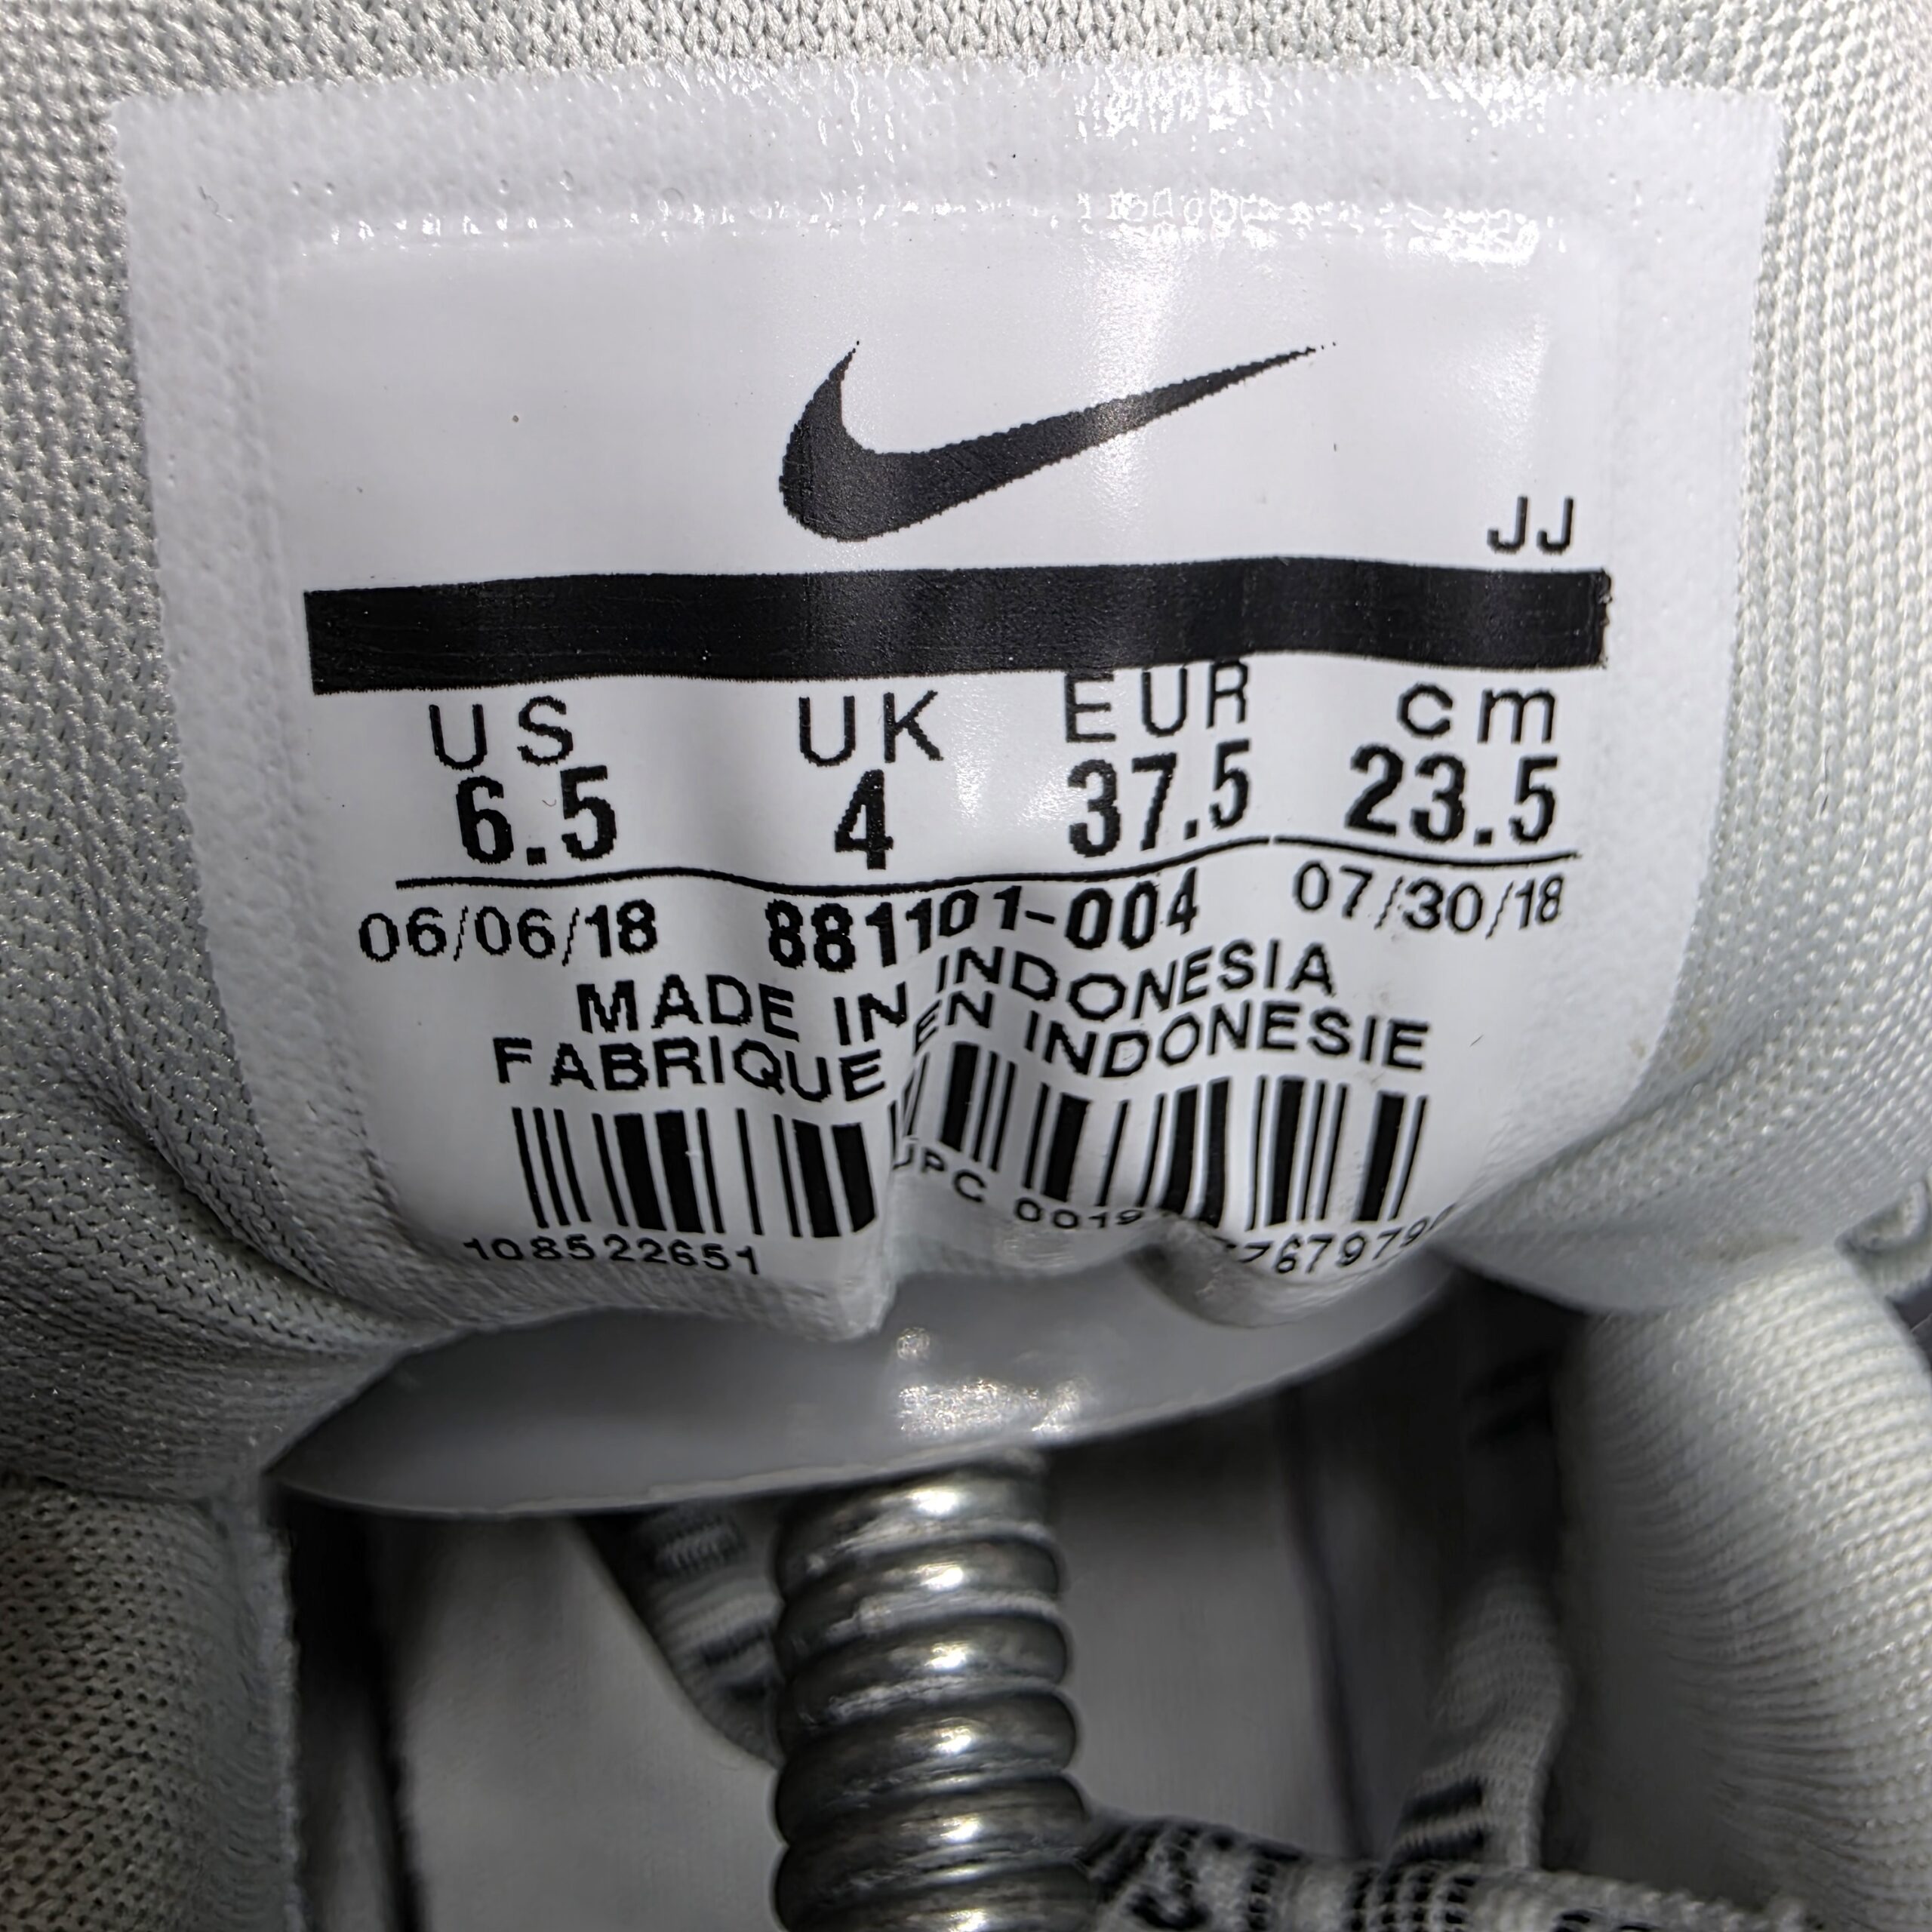 JJ
US UK EUR cm
6.5 4 37.5 23.5
06/06/18 881101-004 07/30/18
MADE IN INDONESIA
FABRIQUE EN INDONESIE
108522651 UPC